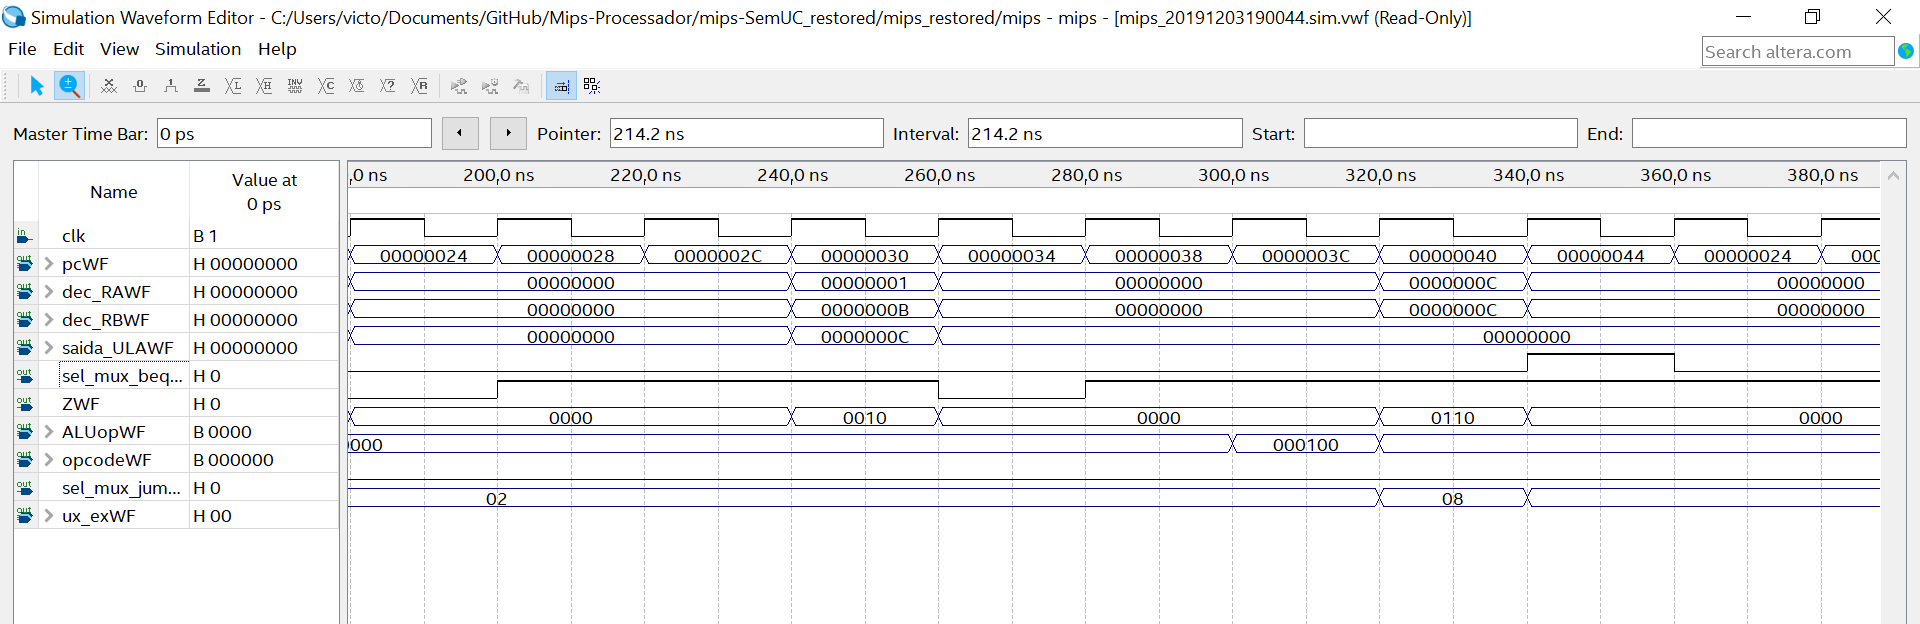 Simulation Waveform Editor - C:/Users/victo/Documents/GitHub/Mips-Processador/mips-SemUC_restored/mips_restored/mips - mips - [mips_20191203190044.sim.vwf (Read-Only)]
File Edit View Simulation Help
Search altera.com
Master Time Bar: 0 ps Pointer: 214.2 ns Interval: 214.2 ns Start: End:
Name Value at 0 ps
,0 ns 200,0 ns 220,0 ns 240,0 ns 260,0 ns 280,0 ns 300,0 ns 320,0 ns 340,0 ns 360,0 ns 380,0 ns
clk B 1
pcWF H 00000000 00000024 00000028 0000002C 00000030 00000034 00000038 0000003C 00000040 00000044 00000024 000
dec_RAWF H 00000000 00000000 00000001 00000000 0000000C 00000000
dec_RBWF H 00000000 00000000 0000000B 00000000 0000000C 00000000
saida_ULAWF H 00000000 00000000 0000000C 00000000
sel_mux_beq... H 0
ZWF H 0
ALUopWF B 0000 0000 0010 0000 0110 0000
opcodeWF B 000000 000 000100
sel_mux_jum... H 0
ux_exWF H 00 02 08